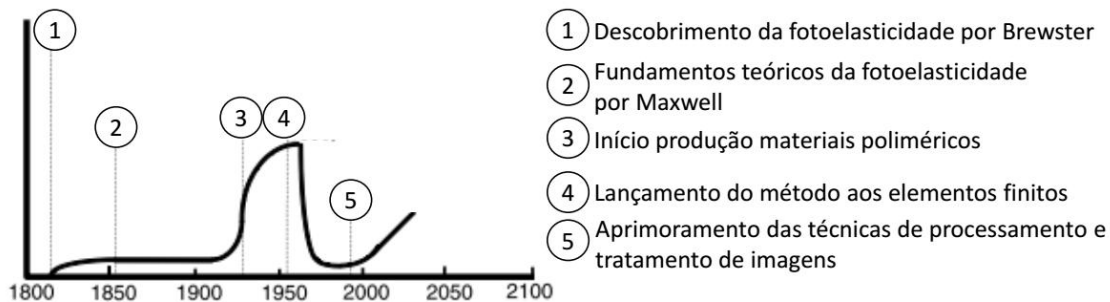 1
2
3
4
5
1800 1850 1900 1950 2000 2050 2100
1 Descobrimento da fotoelasticidade por Brewster
2 Fundamentos teóricos da fotoelasticidade
por Maxwell
3 Início produção materiais poliméricos
4 Lançamento do método aos elementos finitos
5 Aprimoramento das técnicas de processamento e
tratamento de imagens